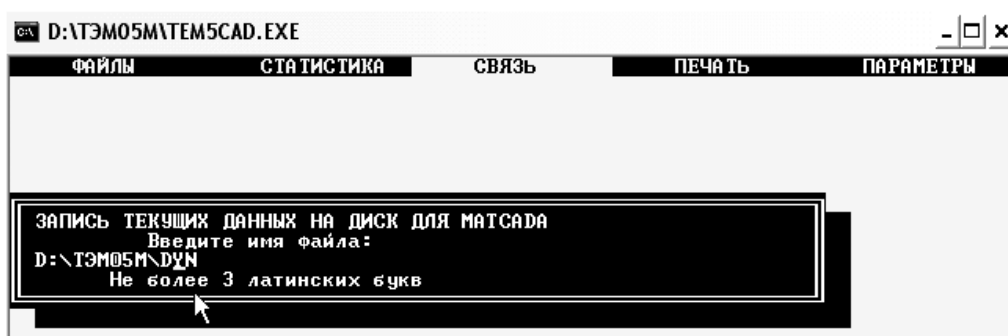 D:\ТЭМ05М\TEM5CAD.EXE
ФАЙЛЫ СТАТИСТИКА СВЯЗЬ ПЕЧАТЬ ПАРАМЕТРЫ
ЗАПИСЬ ТЕКУЩИХ ДАННЫХ НА ДИСК ДЛЯ MATCADA
Введите имя файла:
D:\ТЭМ05М\DYN
Не более 3 латинских букв